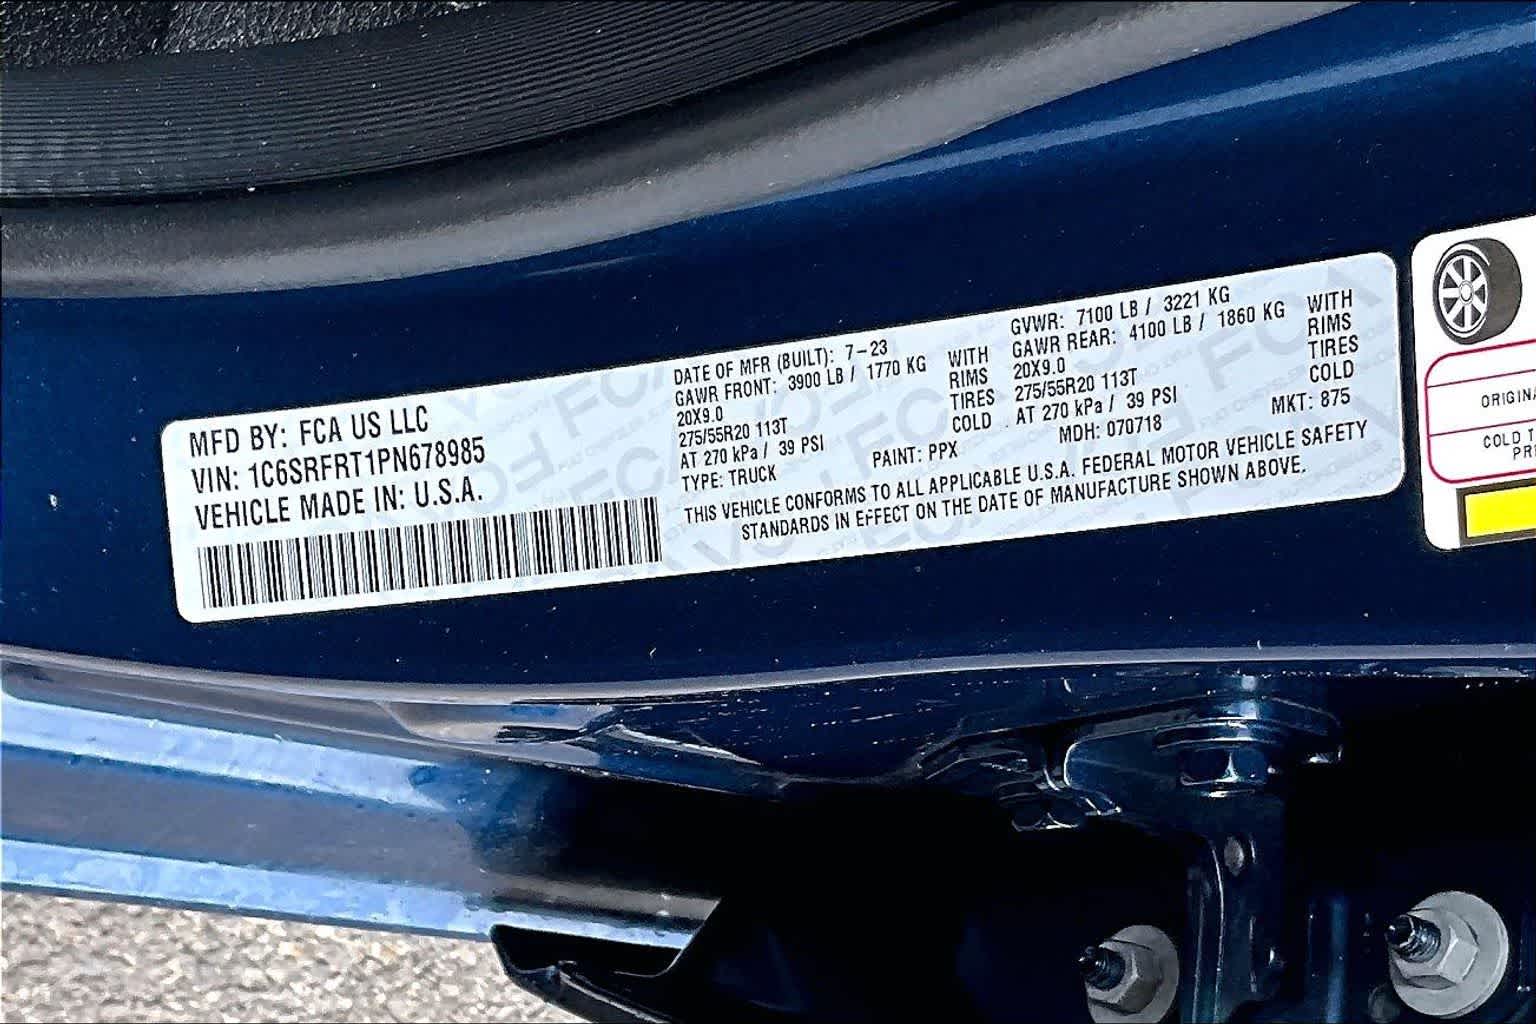 MFD BY: FCA US LLC
VIN: 1C6SRFRT1PN678985
VEHICLE MADE IN: U.S.A.
DATE OF MFR (BUILT): 7-23
GAWR FRONT: 3900 LB / 1770 KG WITH
20X9.0 RIMS
275/55R20 113T TIRES
AT 270 kPa / 39 PSI COLD
TYPE: TRUCK
PAINT: PPX
GVWR: 7100 LB / 3221 KG
GAWR REAR: 4100 LB / 1860 KG WITH
20X9.0 RIMS
275/55R20 113T TIRES
AT 270 kPa / 39 PSI COLD
MDH: 070718
MKT: 875
THIS VEHICLE CONFORMS TO ALL APPLICABLE U.S.A. FEDERAL MOTOR VEHICLE SAFETY
STANDARDS IN EFFECT ON THE DATE OF MANUFACTURE SHOWN ABOVE.
COLD